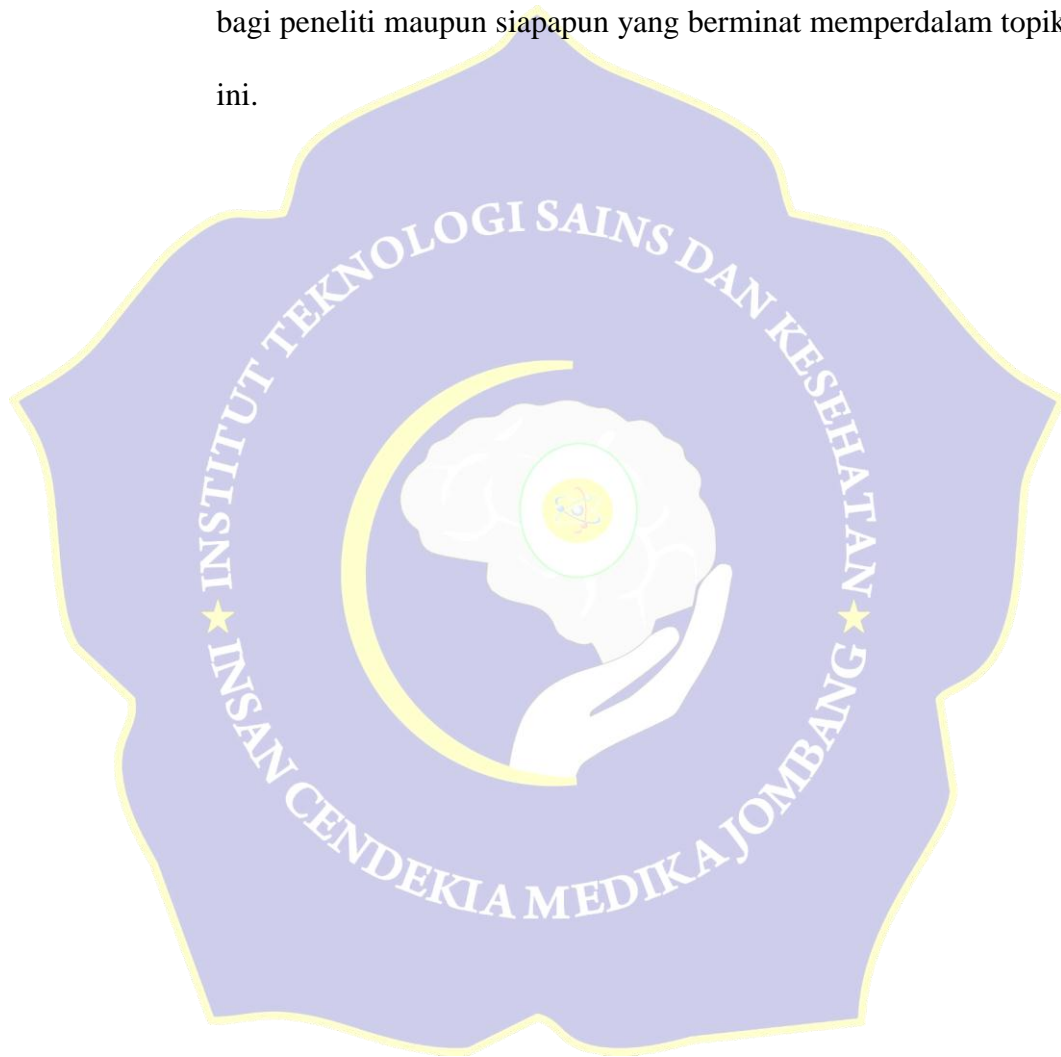 bagi peneliti maupun siapapun yang berminat memperdalam topik
ini.
INSTITUT TEKNOLOGI SAINS DAN KESEHATAN
INSAN CENDEKIA MEDIKA JOMBANG